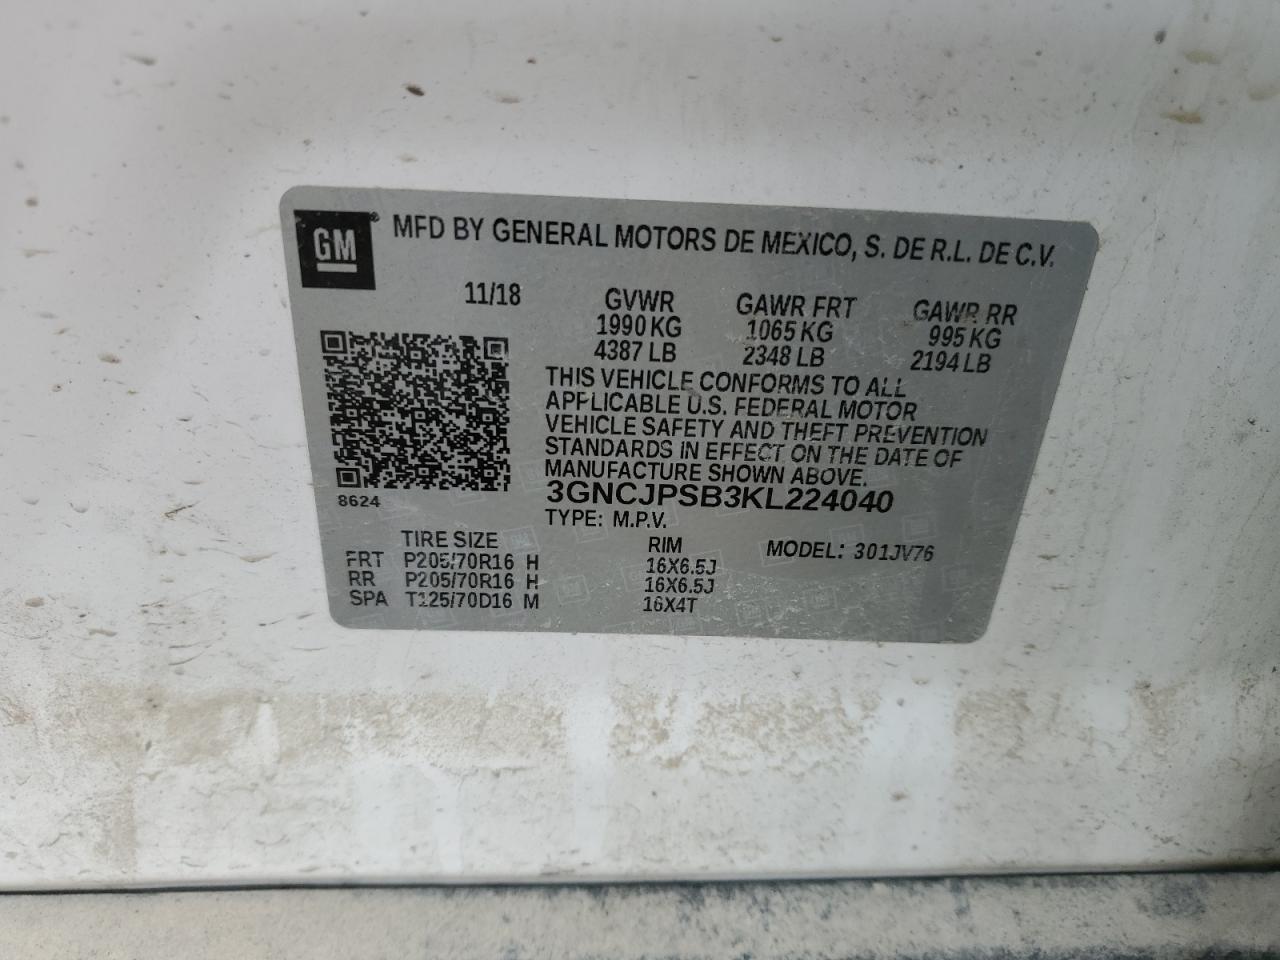 GM® MFD BY GENERAL MOTORS DE MEXICO, S. DE R.L. DE C.V.
11/18 GVWR GAWR FRT GAWR RR
1990 KG 1065 KG 995 KG
4387 LB 2348 LB 2194 LB
THIS VEHICLE CONFORMS TO ALL
APPLICABLE U.S. FEDERAL MOTOR
VEHICLE SAFETY AND THEFT PREVENTION
STANDARDS IN EFFECT ON THE DATE OF
MANUFACTURE SHOWN ABOVE.
8624 3GNCJPSB3KL224040
TYPE: M.P.V.
TIRE SIZE RIM MODEL: 301JV76
FRT P205/70R16 H 16X6.5J
RR P205/70R16 H 16X6.5J
SPA T125/70D16 M 16X4T